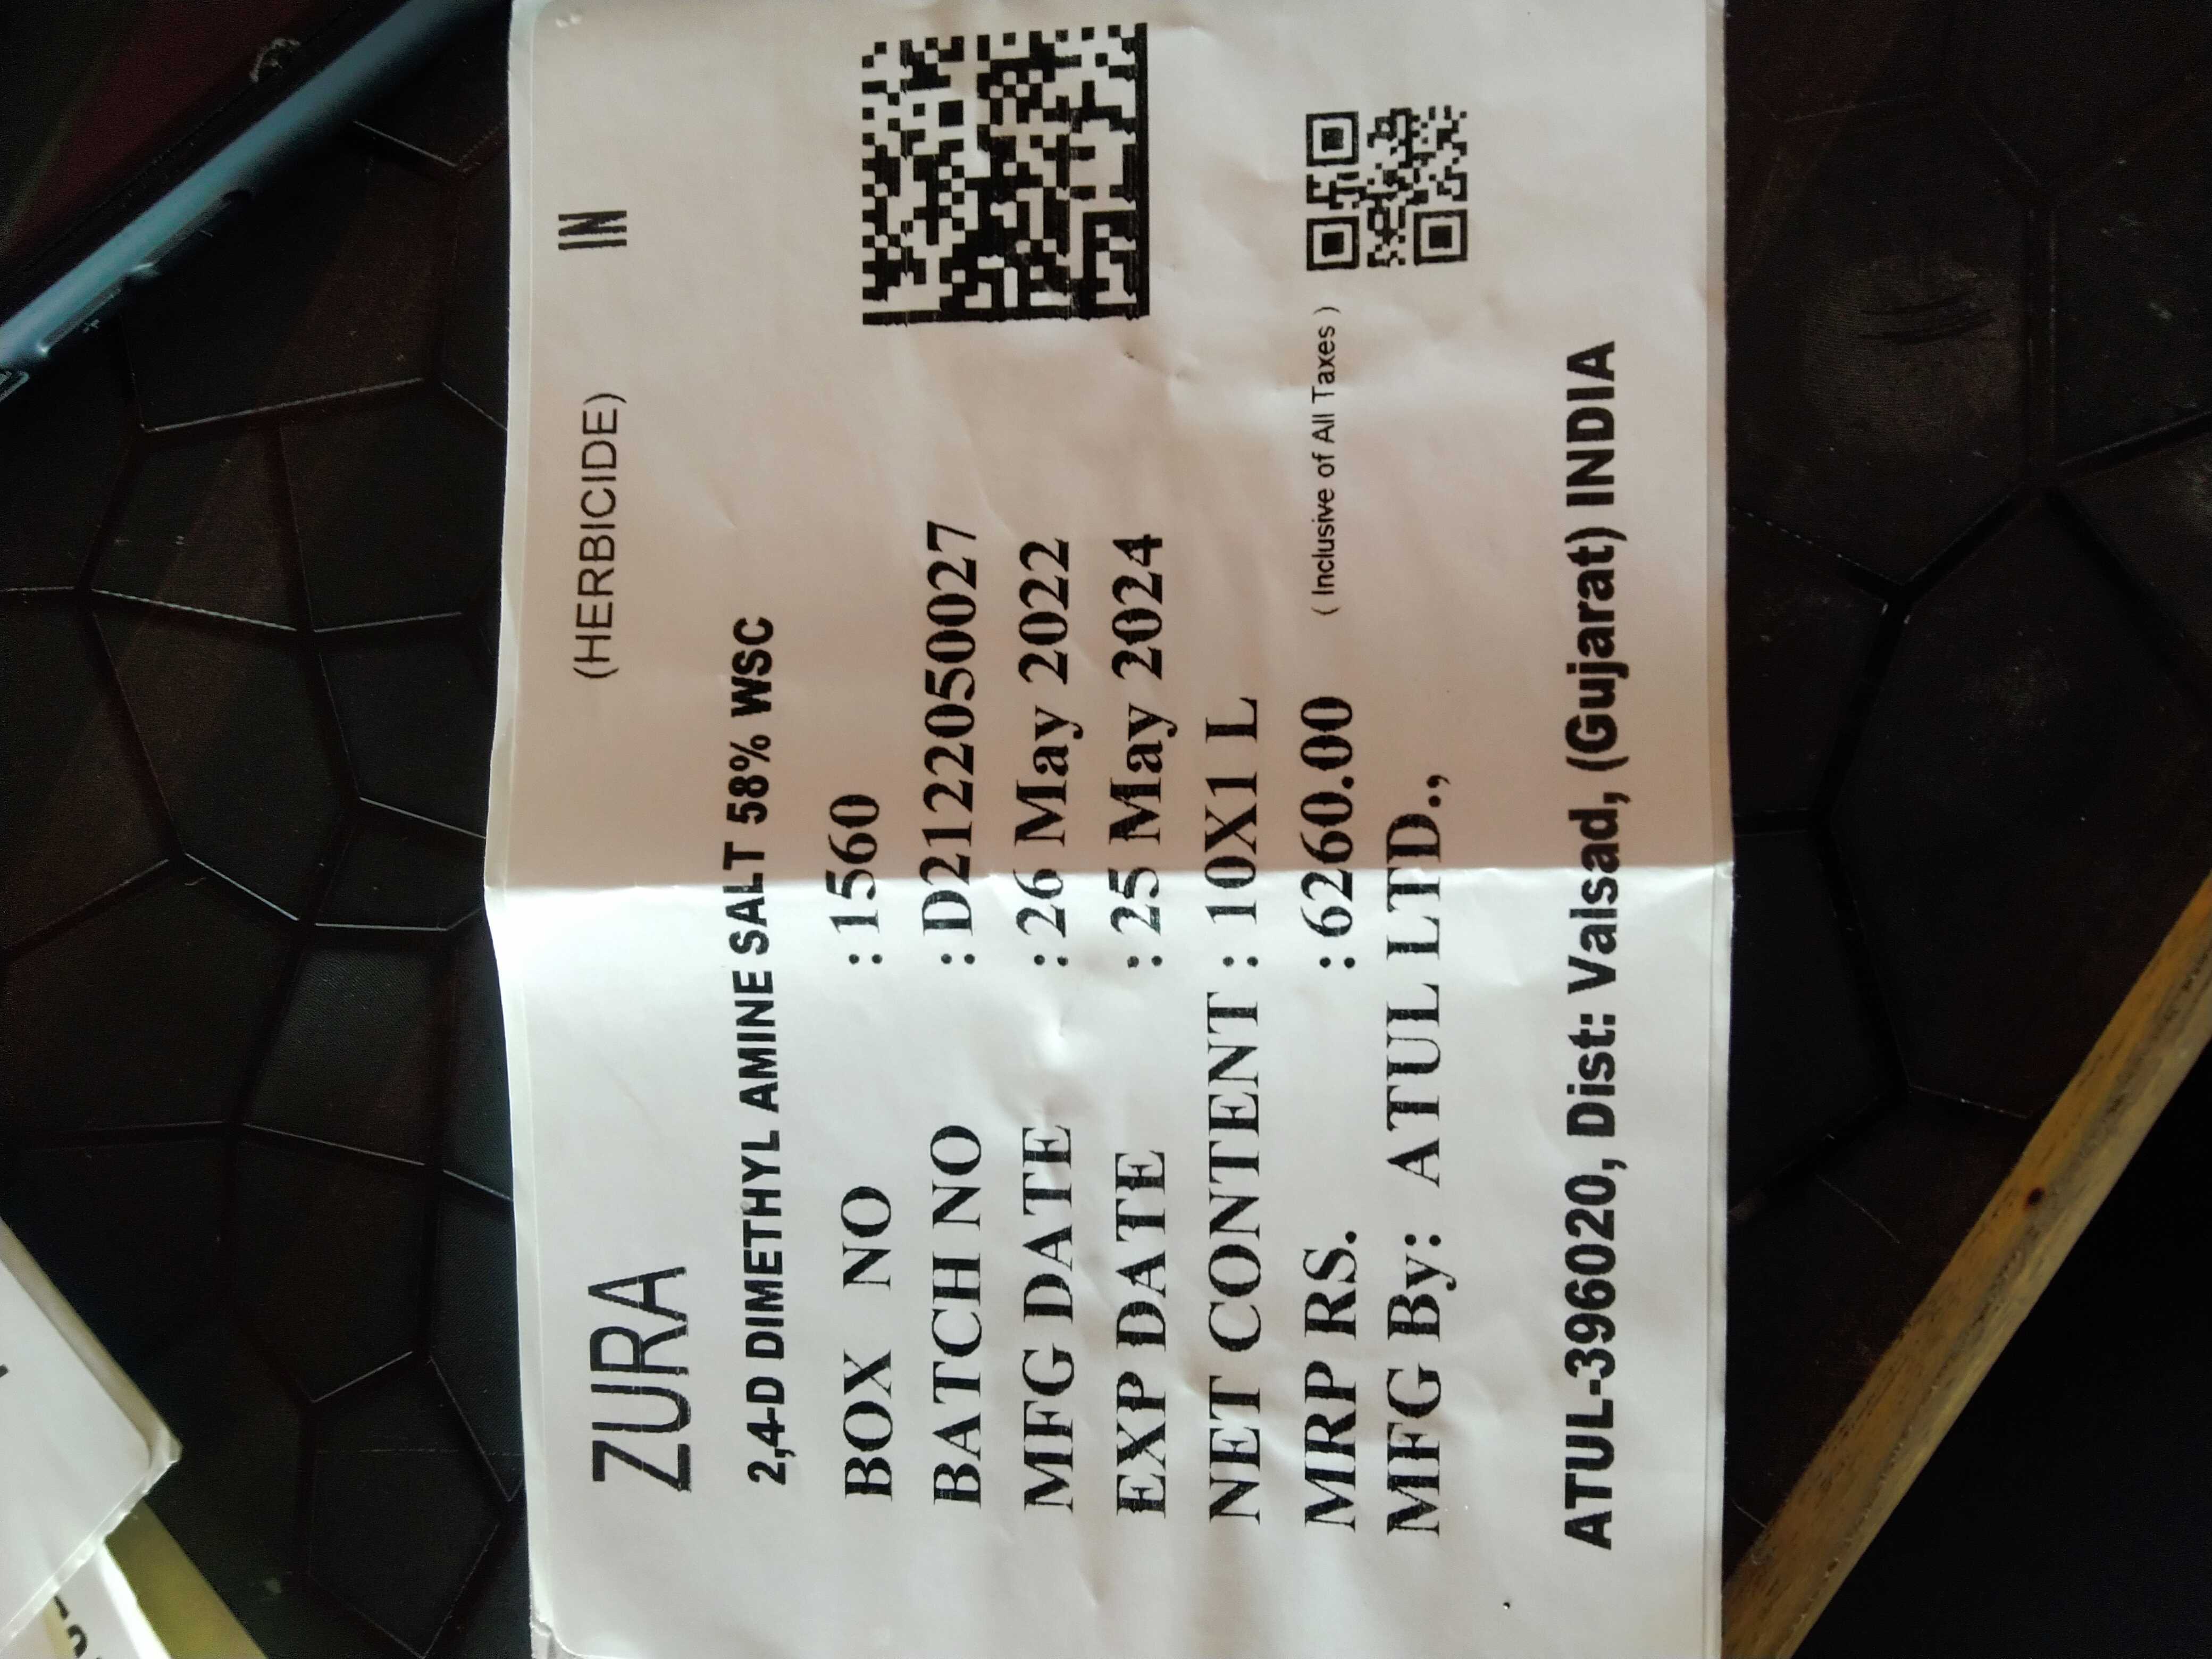 ZURA (HERBICIDE) IN
2,4-D DIMETHYL AMINE SALT 58% WSC
BOX NO : 1560
BATCH NO : D2122050027
MFG DATE : 26 May 2022
EXP DATE : 25 May 2024
NET CONTIENT : 10X1 L
MRP RS. : 6260.00 ( Inclusive of All Taxes )
MFG By: ATUL LTD.,
ATUL-396020, Dist: Valsad, (Gujarat) INDIA